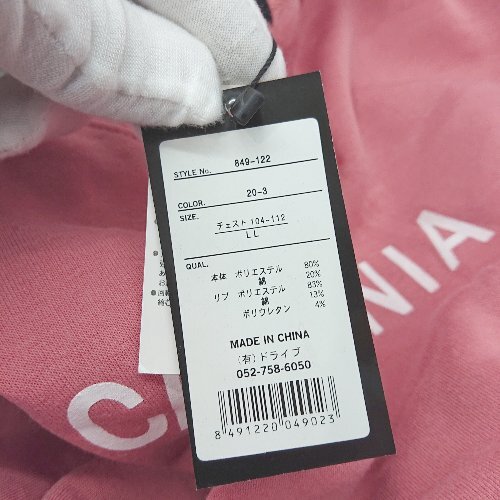 STYLE No. 849-122
COLOR. 20-3
SIZE. チェスト 104-112
LL
QUAL.
本体 ポリエステル 80%
綿 20%
リブ ポリエステル 83%
綿 13%
ポリウレタン 4%
MADE IN CHINA
(有)ドライブ
052-758-6050
8 491220 049023
C
NIA